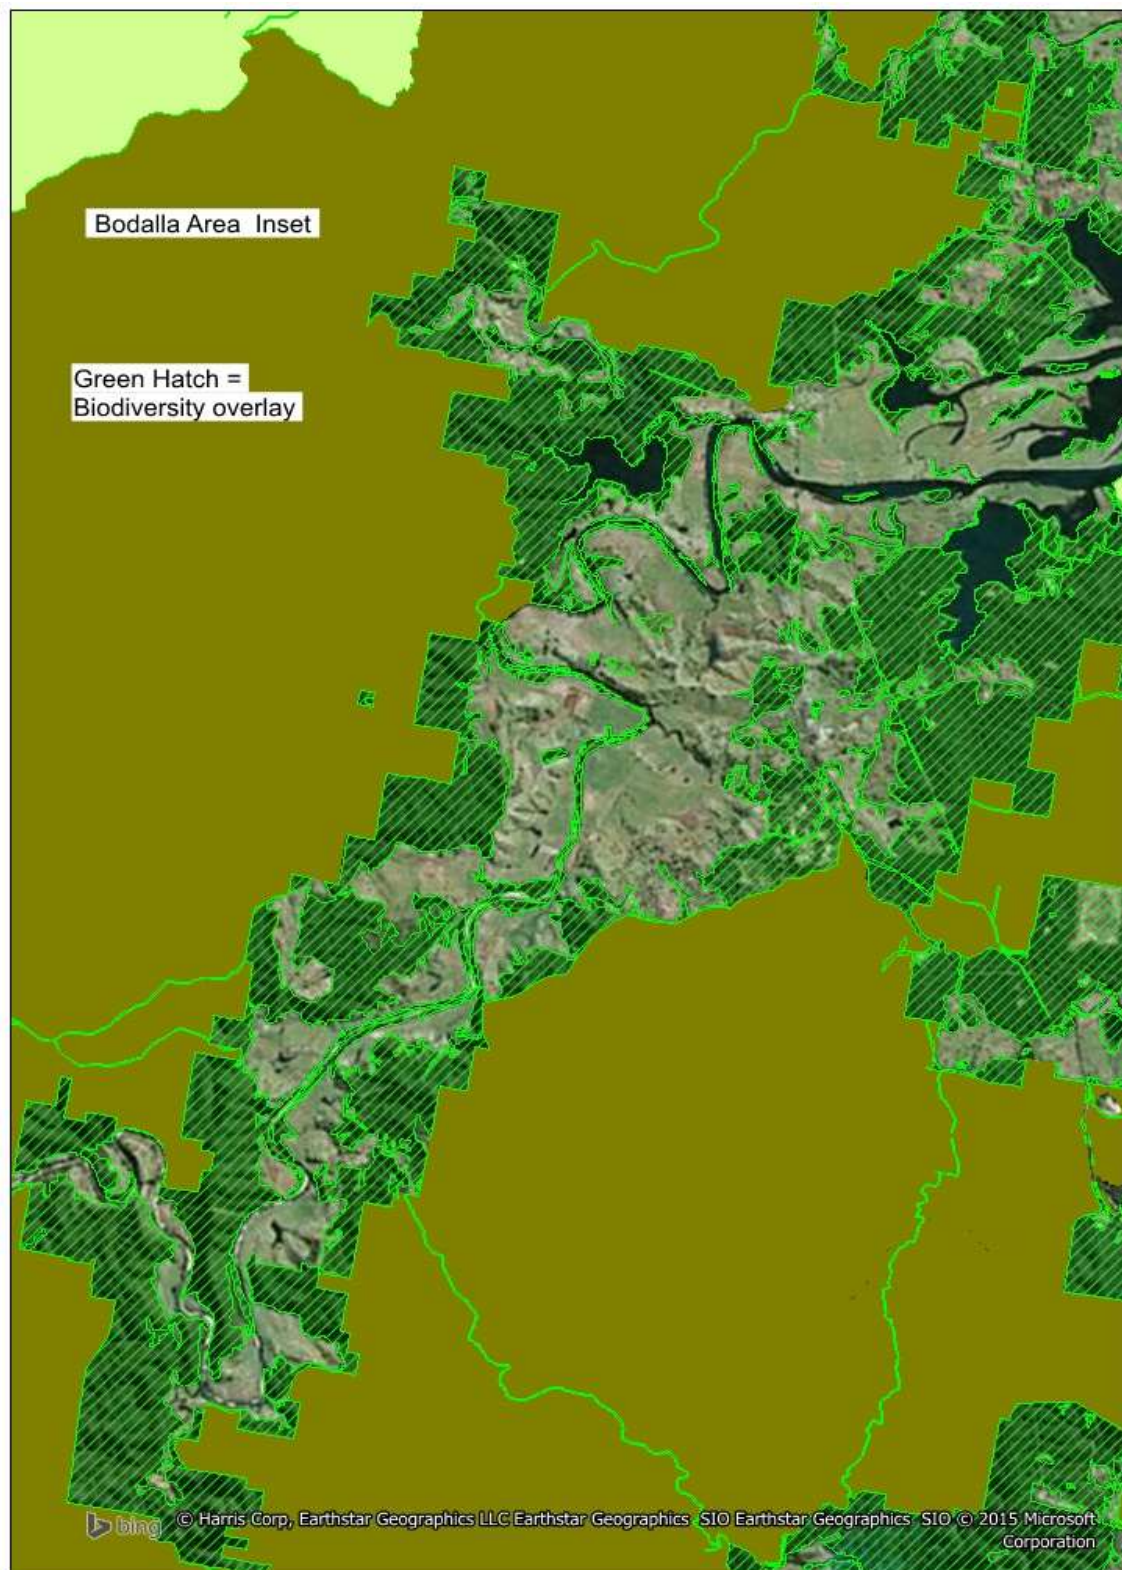 Bodalla Area Inset
Green Hatch =
Biodiversity overlay
bing
© Harris Corp, Earthstar Geographics LLC Earthstar Geographics SIO Earthstar Geographics SIO © 2015 Microsoft
Corporation